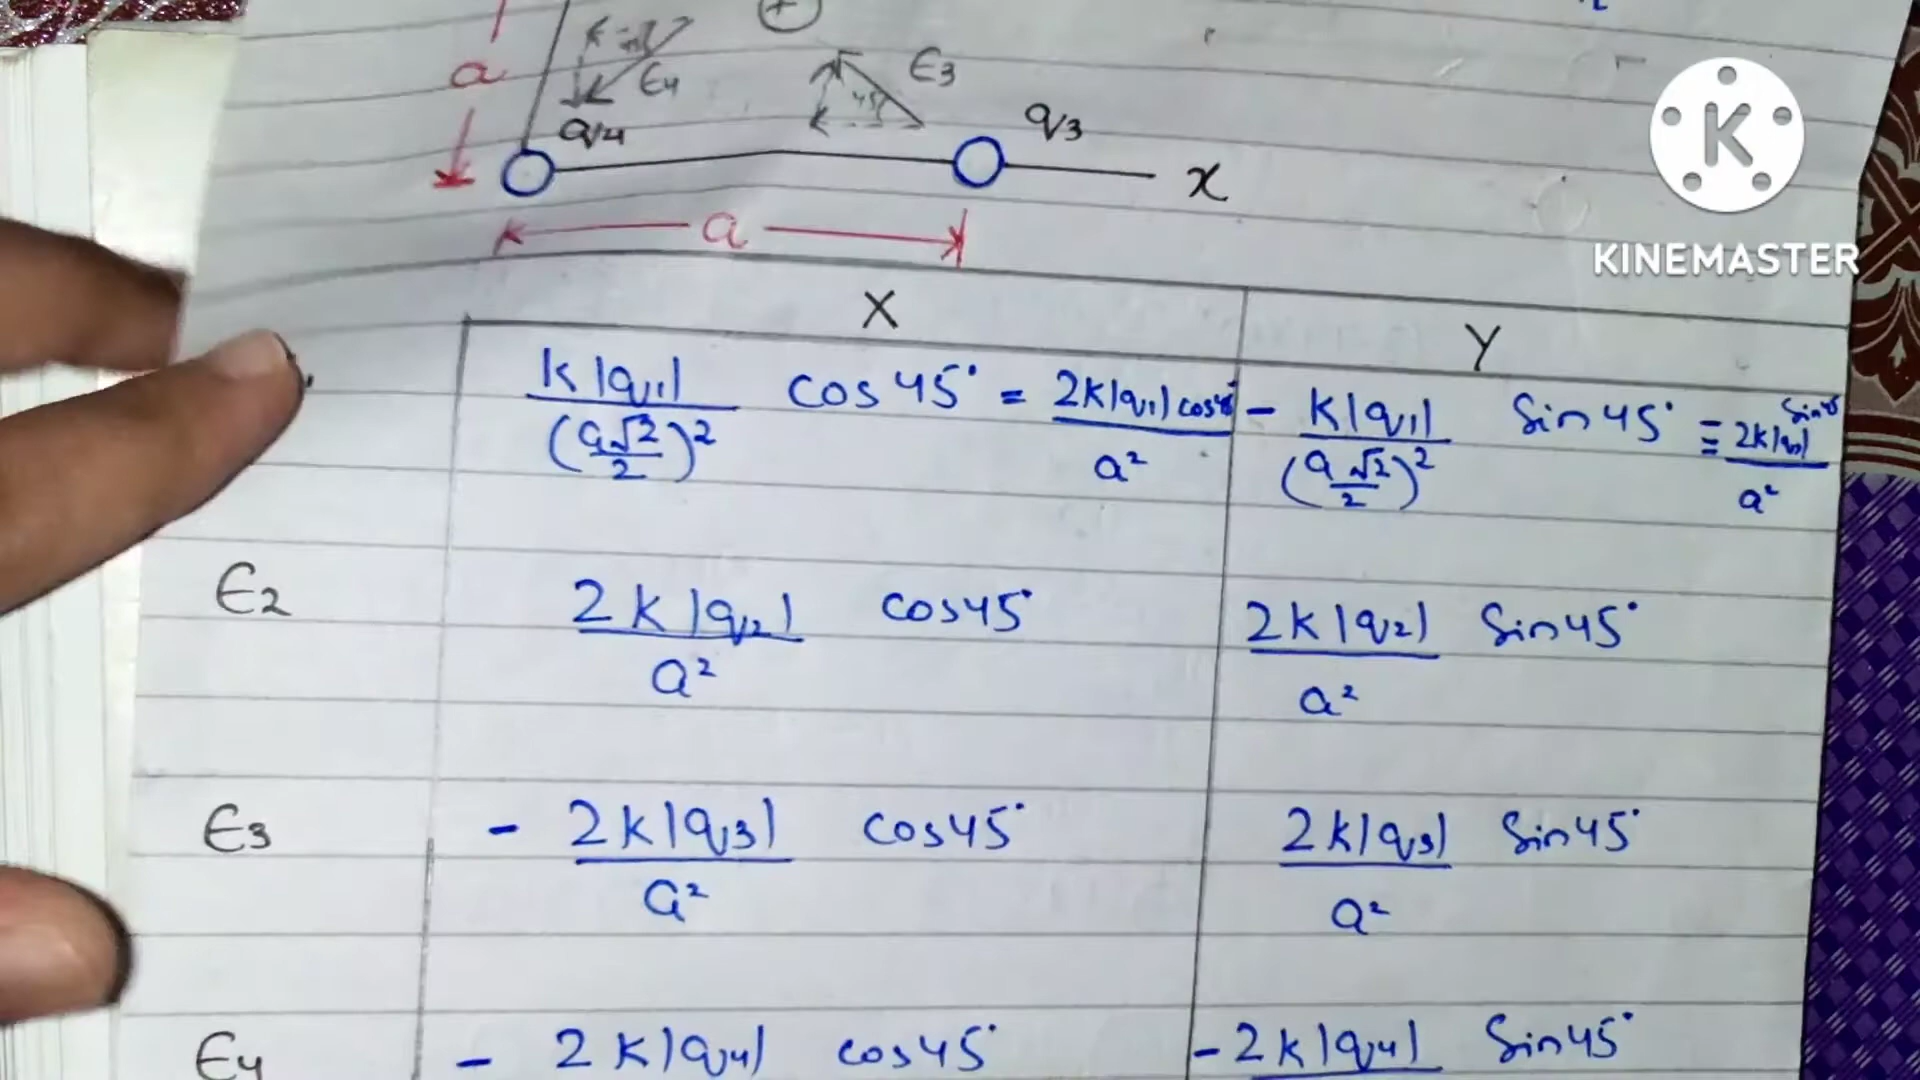 a
E4
E3
45°
q4
q3
x
a
K
KINEMASTER
X
Y
k|q1| / (a√2/2)² cos45° = 2k|q1| cos45° / a²
- k|q1| / (a√2/2)² Sin45° = 2k|q1| Sin45 / a²
E2
2k|q2| / a² cos45°
2k|q2| / a² Sin45°
E3
- 2k|q3| / a² cos45°
2k|q3| / a² Sin45°
E4
- 2k|q4| cos45°
- 2k|q4| Sin45°